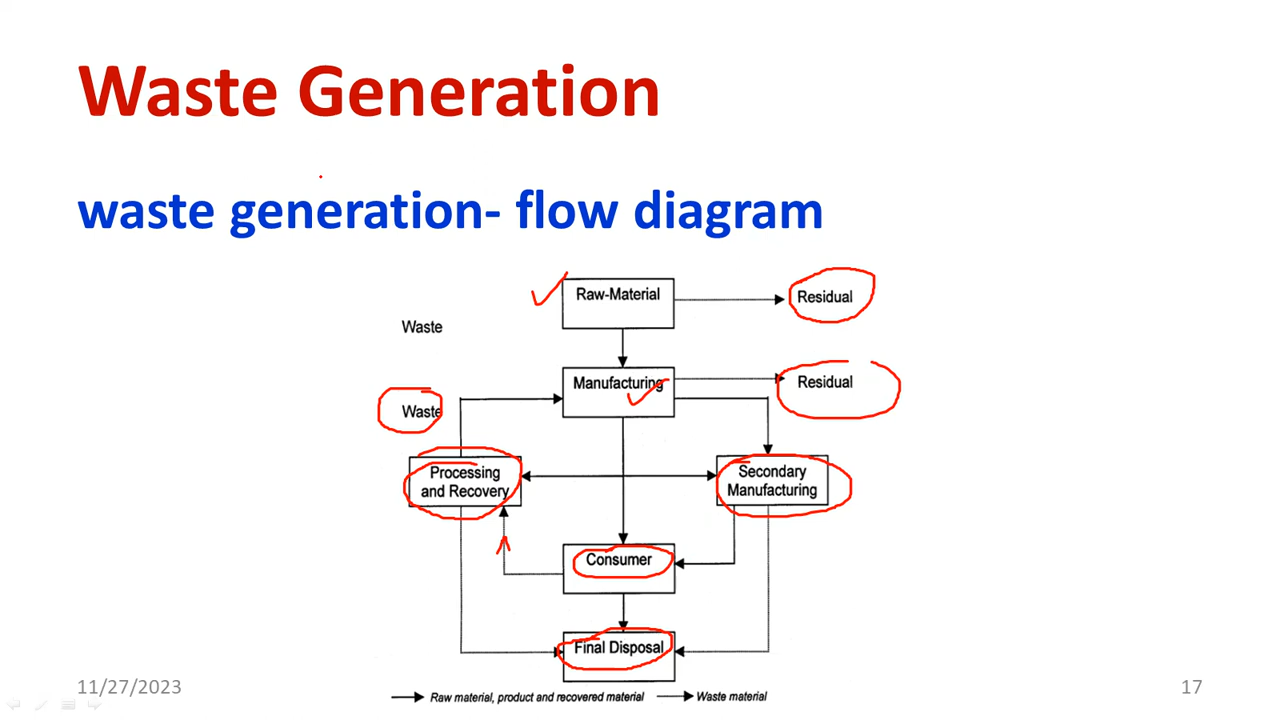 Waste Generation
waste generation- flow diagram
Raw-Material
Residual
Waste
Manufacturing
Residual
Waste
Processing
and Recovery
Secondary
Manufacturing
Consumer
Final Disposal
11/27/2023
17
Raw material, product and recovered material
Waste material